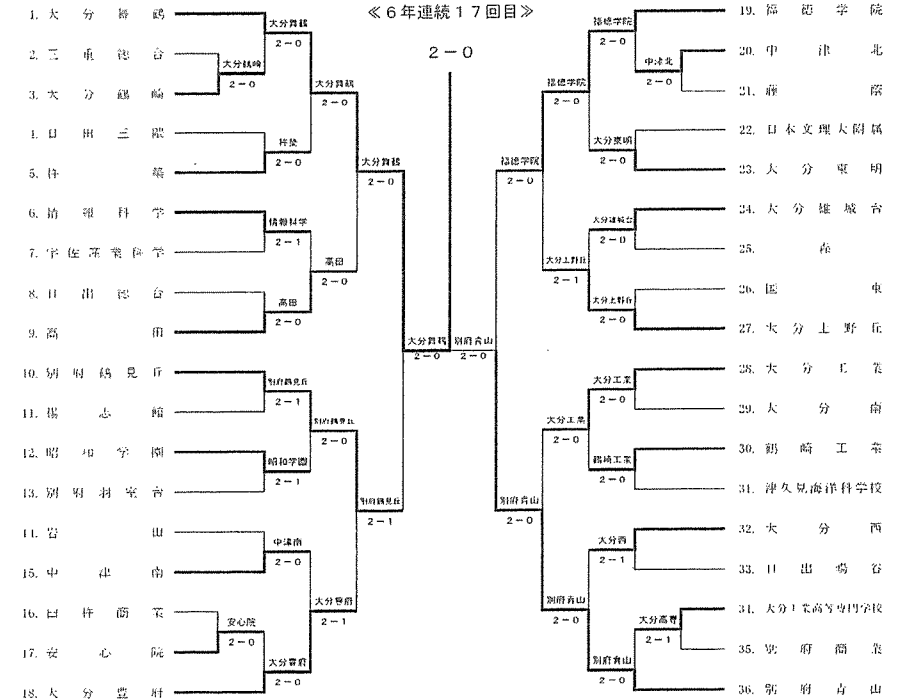 ≪６年連続１７回目≫
2－0
1. 大分舞鶴
2. 三重総合
3. 大分鶴崎
4. 日田三隈
5. 杵築
6. 情報科学
7. 宇佐産業科学
8. 日出総合
9. 高田
10. 別府鶴見丘
11. 楊志館
12. 昭和学園
13. 別府羽室台
14.
15. 中津南
16. 臼杵商業
17. 安心院
18. 大分豊府
大分舞鶴
2－0
大分鶴崎
2－0
大分舞鶴
2－0
杵築
2－0
大分舞鶴
2－0
情報科学
2－1
高田
2－0
高田
2－0
大分舞鶴
2－0
別府鶴見丘
2－1
別府鶴見丘
2－0
昭和学園
2－1
別府鶴見丘
2－1
中津南
2－0
大分豊府
2－1
安心院
2－0
大分豊府
2－0
別府青山
2－0
福徳学院
2－0
中津北
2－0
福徳学院
2－0
大分東明
2－0
福徳学院
2－0
大分雄城台
2－0
大分上野丘
2－1
大分上野丘
2－0
大分工業
2－0
大分工業
2－0
鶴崎工業
2－0
別府青山
2－0
大分西
2－1
別府青山
2－0
大分高専
2－1
別府青山
2－0
19. 福徳学院
20. 中津北
21. 藤蔭
22. 日本文理大附属
23. 大分東明
24. 大分雄城台
25. 森
26. 国東
27. 大分上野丘
28. 大分工業
29. 大分南
30. 鶴崎工業
31. 津久見海洋科学校
32. 大分西
33. 日出暘谷
34. 大分工業高等専門学校
35. 別府商業
36. 別府青山